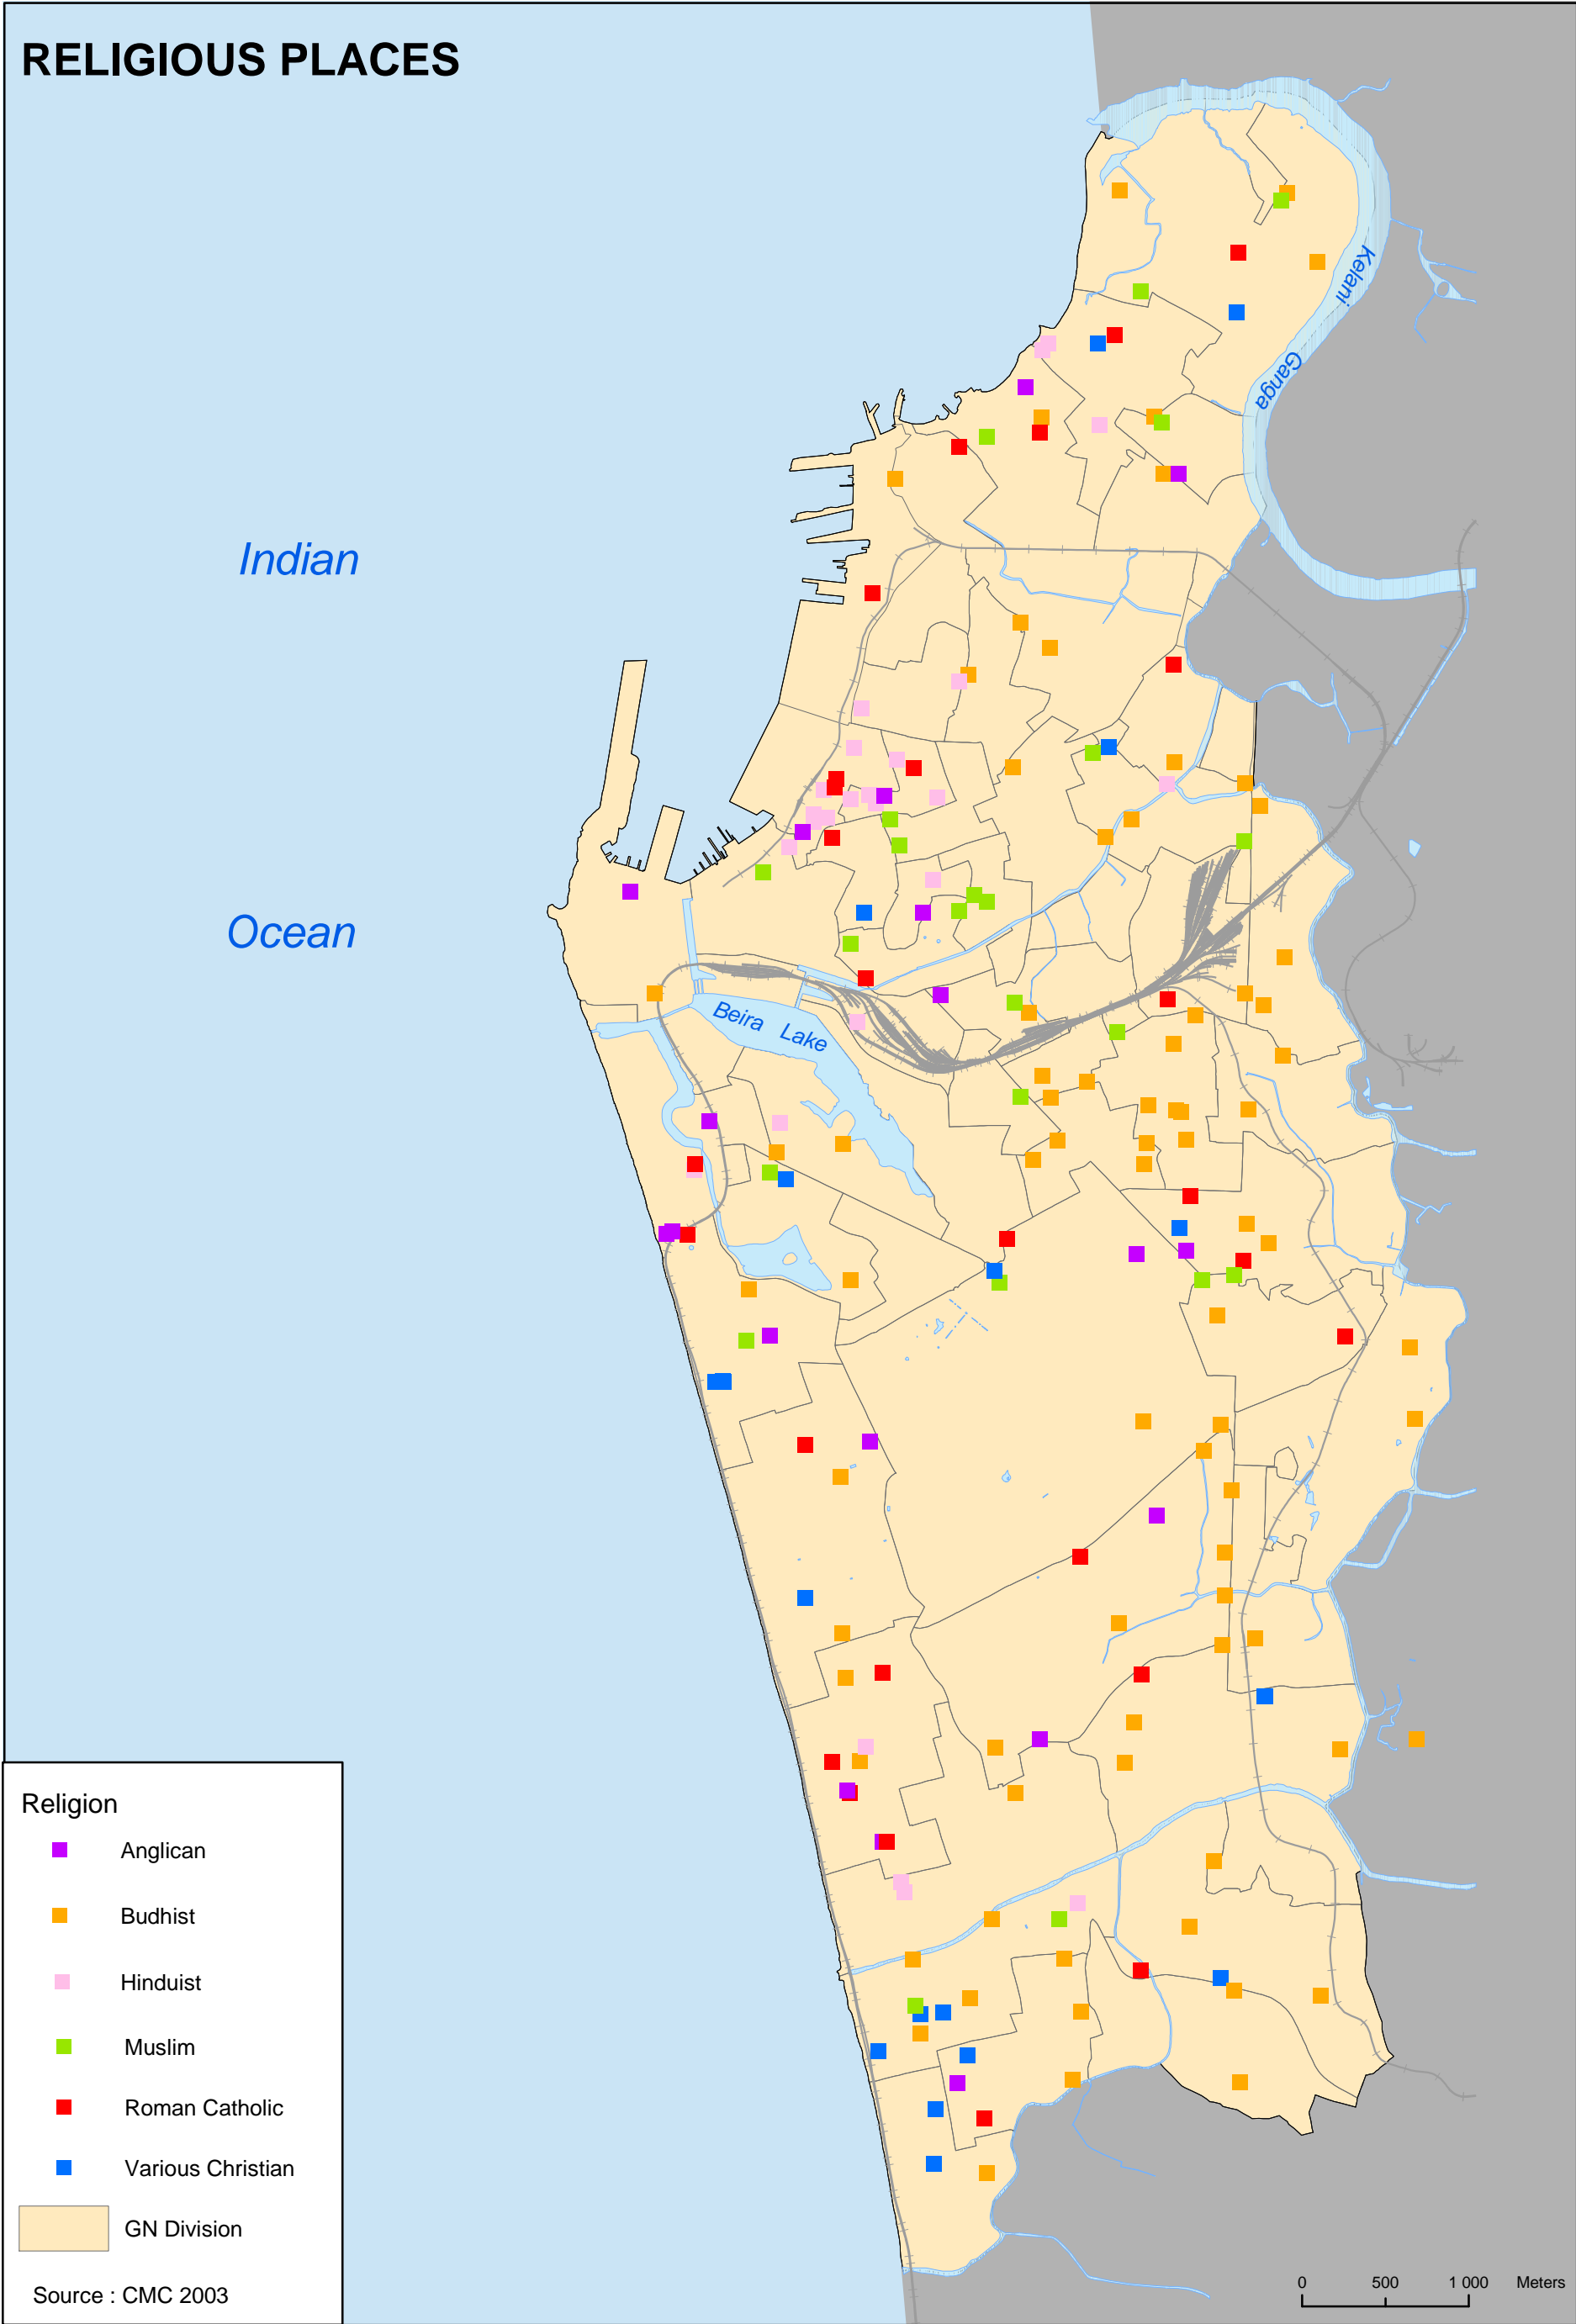 RELIGIOUS PLACES
Kelani
Ganga
Indian
Ocean
Beira Lake
Religion
Anglican
Budhist
Hinduist
Muslim
Roman Catholic
Various Christian
GN Division
Source : CMC 2003
0 500 1 000 Meters